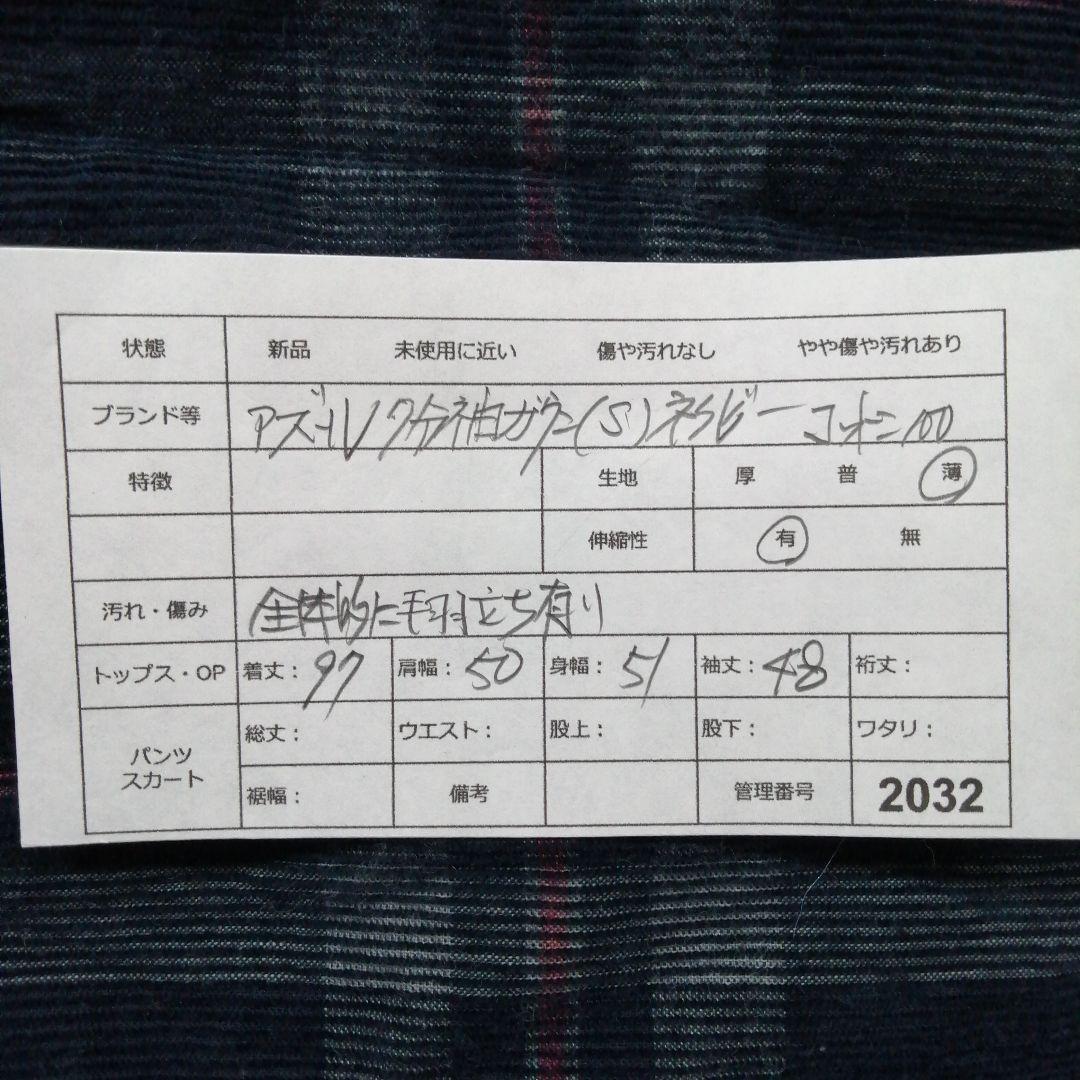 状態 新品 未使用に近い 傷や汚れなし やや傷や汚れあり
ブランド等 アズール 7分袖ガウン(S)ネイビー コットン100
特徴 生地 厚 普 薄
伸縮性 有 無
汚れ・傷み 全体的に毛羽立ち有り
トップス・OP 着丈: 97 肩幅: 50 身幅: 51 袖丈: 48 裄丈:
パンツ スカート 総丈: ウエスト: 股上: 股下: ワタリ:
裾幅: 備考 管理番号 2032